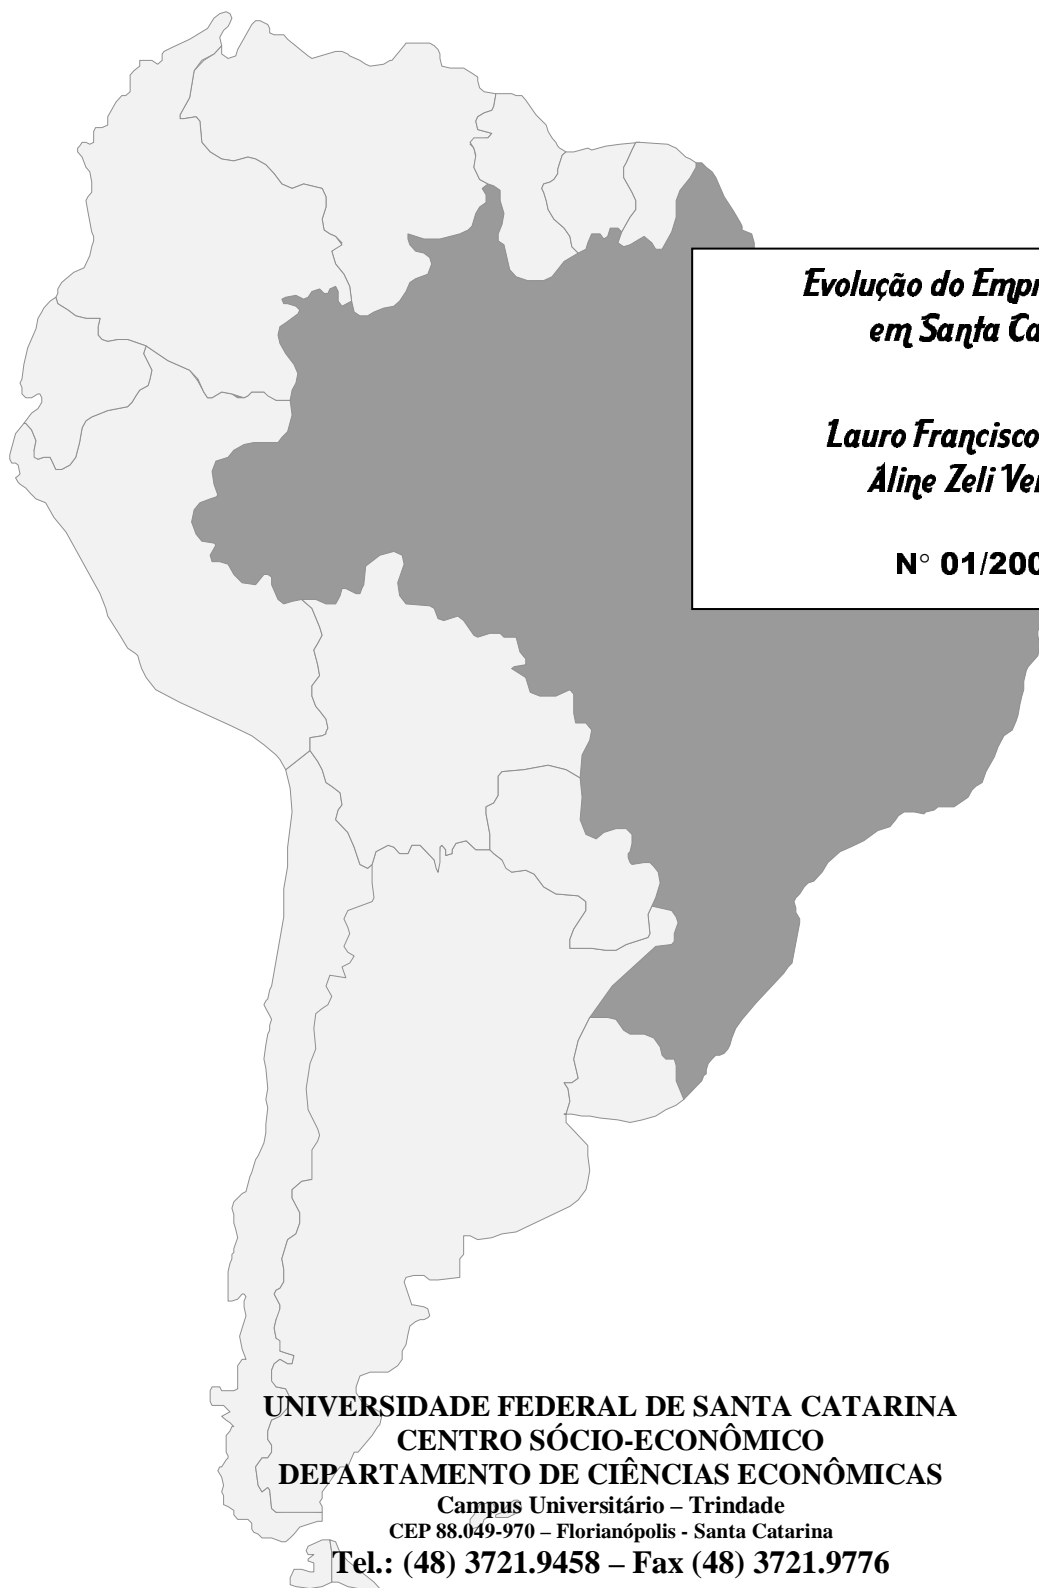 Evolução do Empr
em Santa Ca
Lauro Francisco
Aline Zeli Ve
N° 01/200
UNIVERSIDADE FEDERAL DE SANTA CATARINA
CENTRO SÓCIO-ECONÔMICO
DEPARTAMENTO DE CIÊNCIAS ECONÔMICAS
Campus Universitário – Trindade
CEP 88.049-970 – Florianópolis - Santa Catarina
Tel.: (48) 3721.9458 – Fax (48) 3721.9776